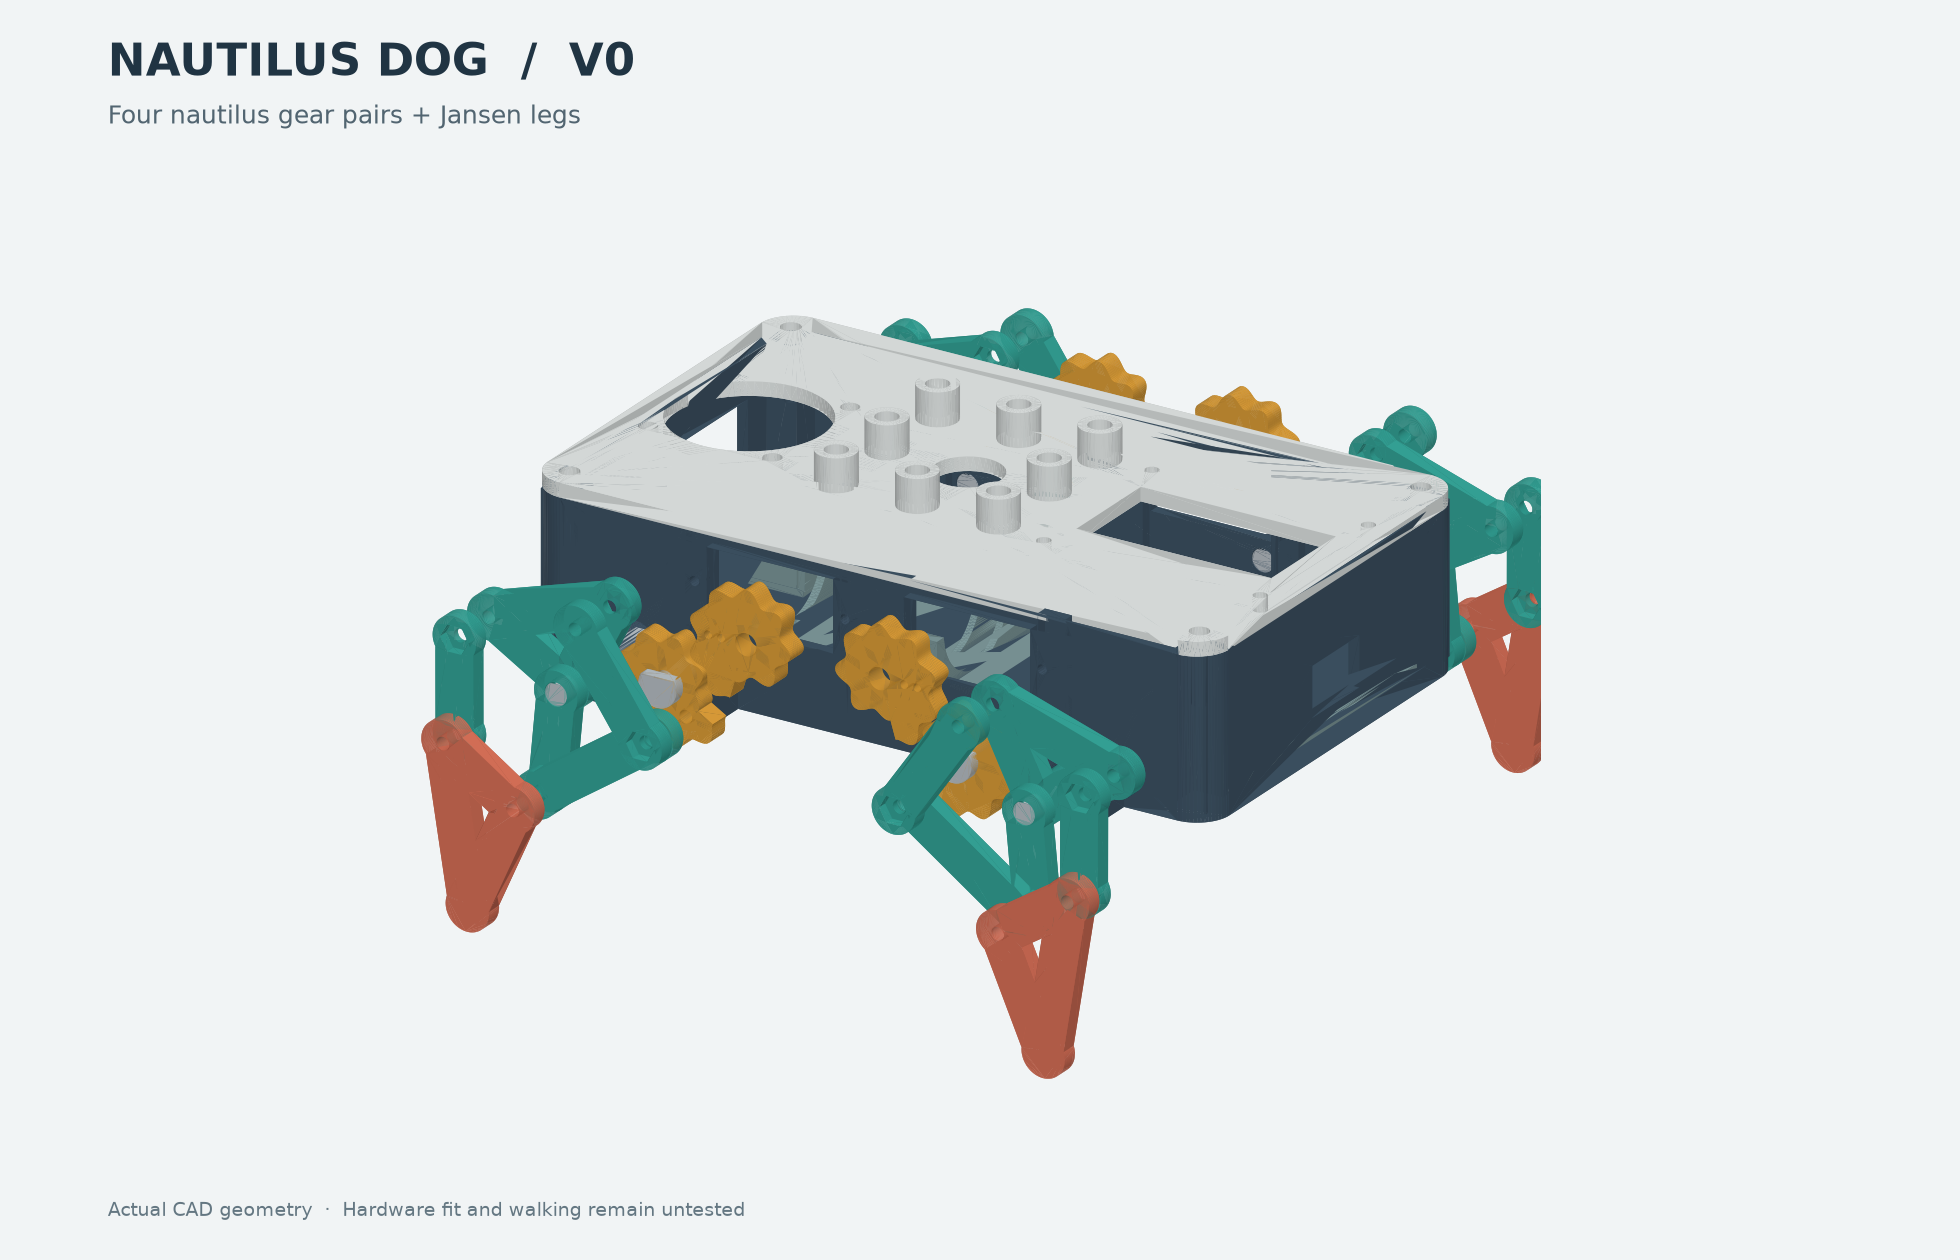 NAUTILUS DOG / V0
Four nautilus gear pairs + Jansen legs
Actual CAD geometry · Hardware fit and walking remain untested